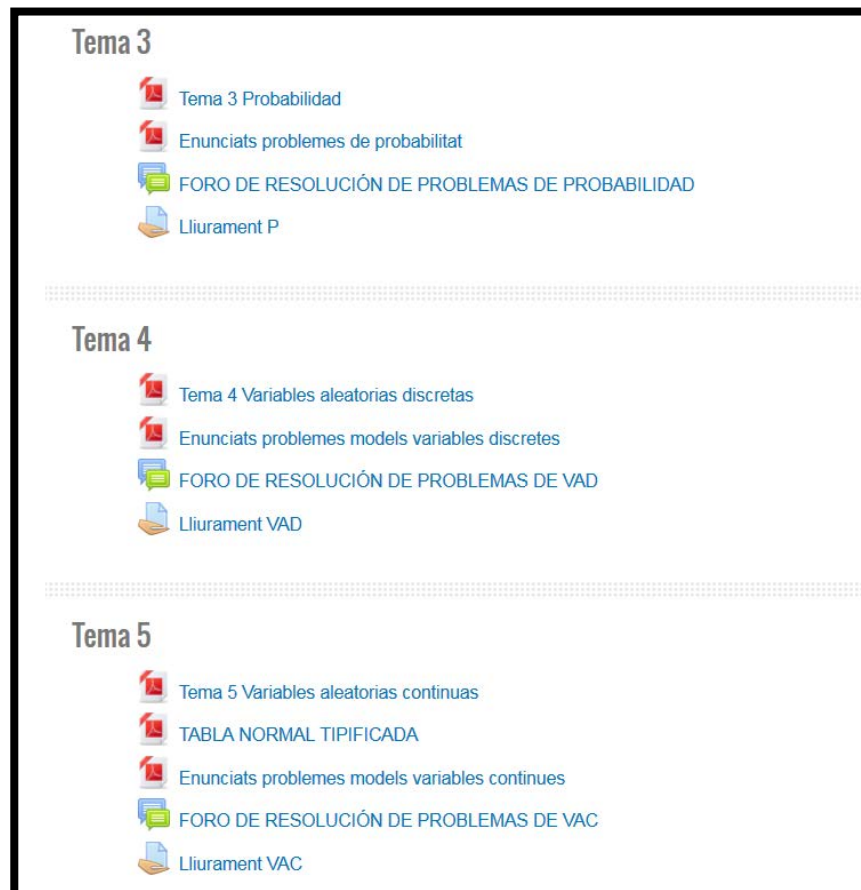 Tema 3
Tema 3 Probabilidad
Enunciats problemes de probabilitat
FORO DE RESOLUCIÓN DE PROBLEMAS DE PROBABILIDAD
Lliurament P
Tema 4
Tema 4 Variables aleatorias discretas
Enunciats problemes models variables discretes
FORO DE RESOLUCIÓN DE PROBLEMAS DE VAD
Lliurament VAD
Tema 5
Tema 5 Variables aleatorias continuas
TABLA NORMAL TIPIFICADA
Enunciats problemes models variables continues
FORO DE RESOLUCIÓN DE PROBLEMAS DE VAC
Lliurament VAC